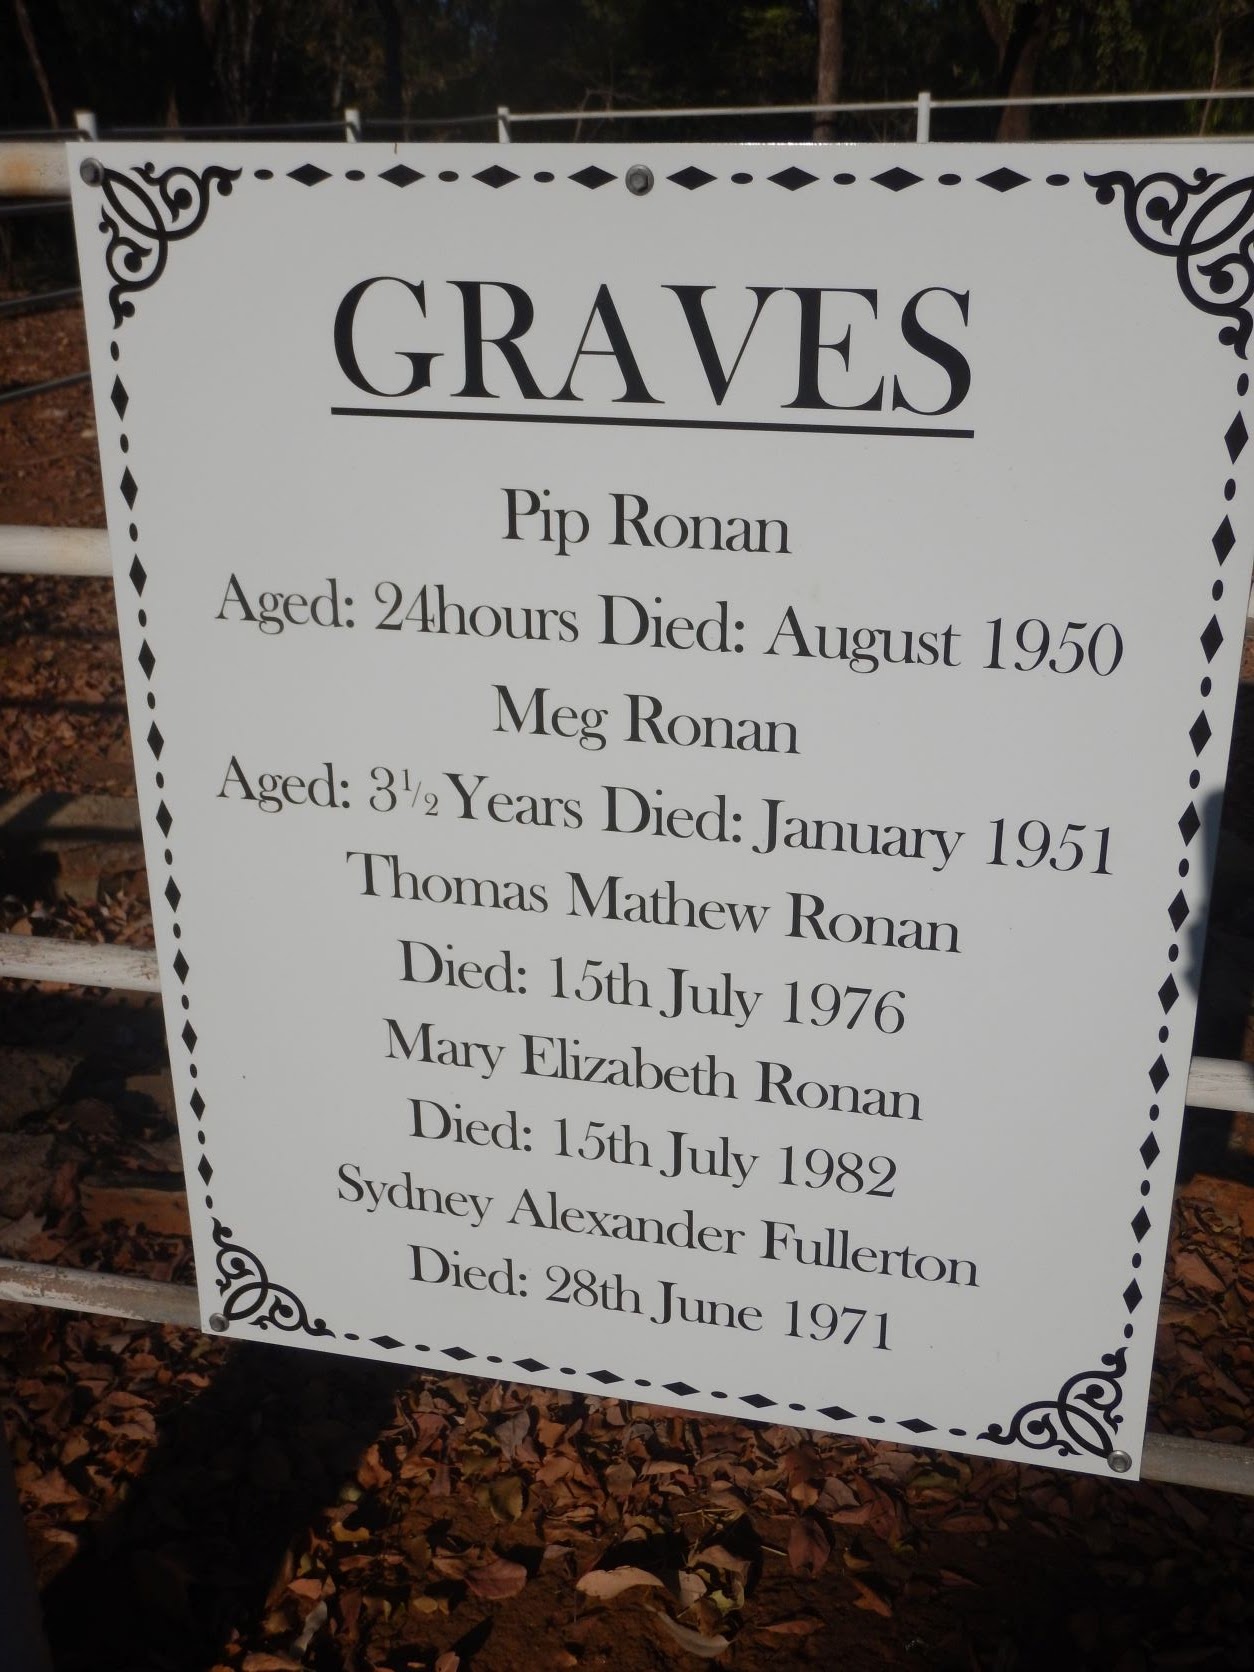 GRAVES
Pip Ronan
Aged: 24hours Died: August 1950
Meg Ronan
Aged: 3½ Years Died: January 1951
Thomas Mathew Ronan
Died: 15th July 1976
Mary Elizabeth Ronan
Died: 15th July 1982
Sydney Alexander Fullerton
Died: 28th June 1971